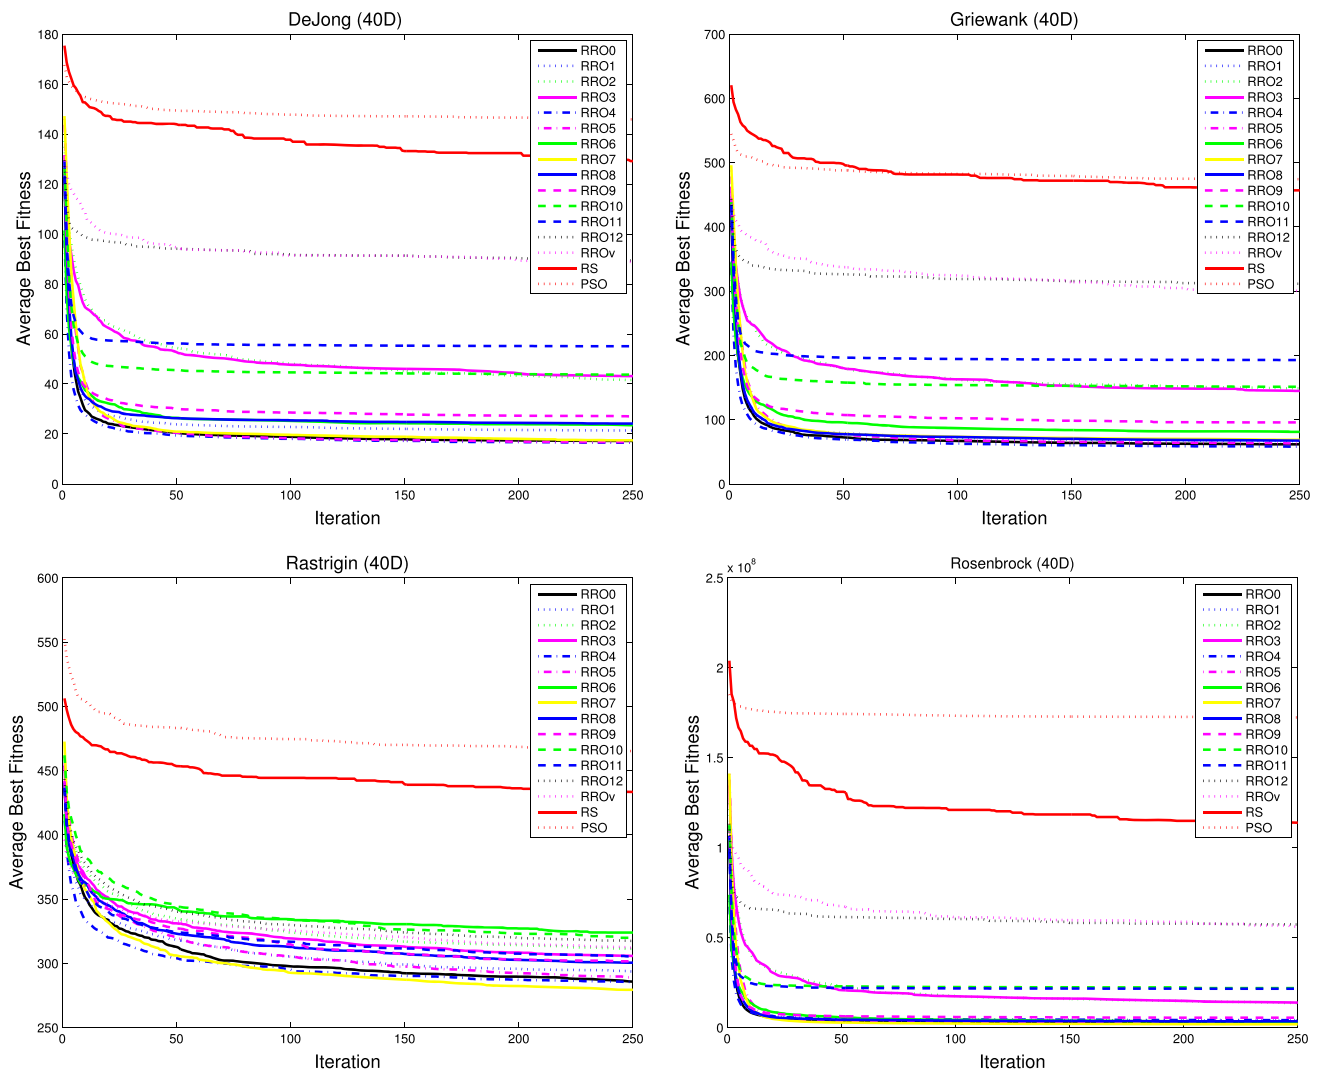 DeJong (40D)
Average Best Fitness
180
160
140
120
100
80
60
40
20
0
0 50 100 150 200 250
Iteration
RRO0
RRO1
RRO2
RRO3
RRO4
RRO5
RRO6
RRO7
RRO8
RRO9
RRO10
RRO11
RRO12
RROv
RS
PSO
Griewank (40D)
Average Best Fitness
700
600
500
400
300
200
100
0
0 50 100 150 200 250
Iteration
RRO0
RRO1
RRO2
RRO3
RRO4
RRO5
RRO6
RRO7
RRO8
RRO9
RRO10
RRO11
RRO12
RROv
RS
PSO
Rastrigin (40D)
Average Best Fitness
600
550
500
450
400
350
300
250
0 50 100 150 200 250
Iteration
RRO0
RRO1
RRO2
RRO3
RRO4
RRO5
RRO6
RRO7
RRO8
RRO9
RRO10
RRO11
RRO12
RROv
RS
PSO
Rosenbrock (40D)
x 10^8
Average Best Fitness
2.5
2
1.5
1
0.5
0
0 50 100 150 200 250
Iteration
RRO0
RRO1
RRO2
RRO3
RRO4
RRO5
RRO6
RRO7
RRO8
RRO9
RRO10
RRO11
RRO12
RROv
RS
PSO